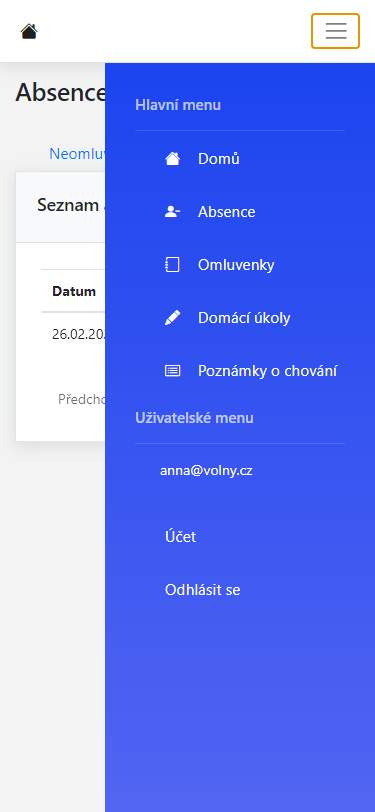 Absence
Neomluv
Seznam
Datum
26.02.20
Předcho
Hlavní menu
Domů
Absence
Omluvenky
Domácí úkoly
Poznámky o chování
Uživatelské menu
anna@volny.cz
Účet
Odhlásit se